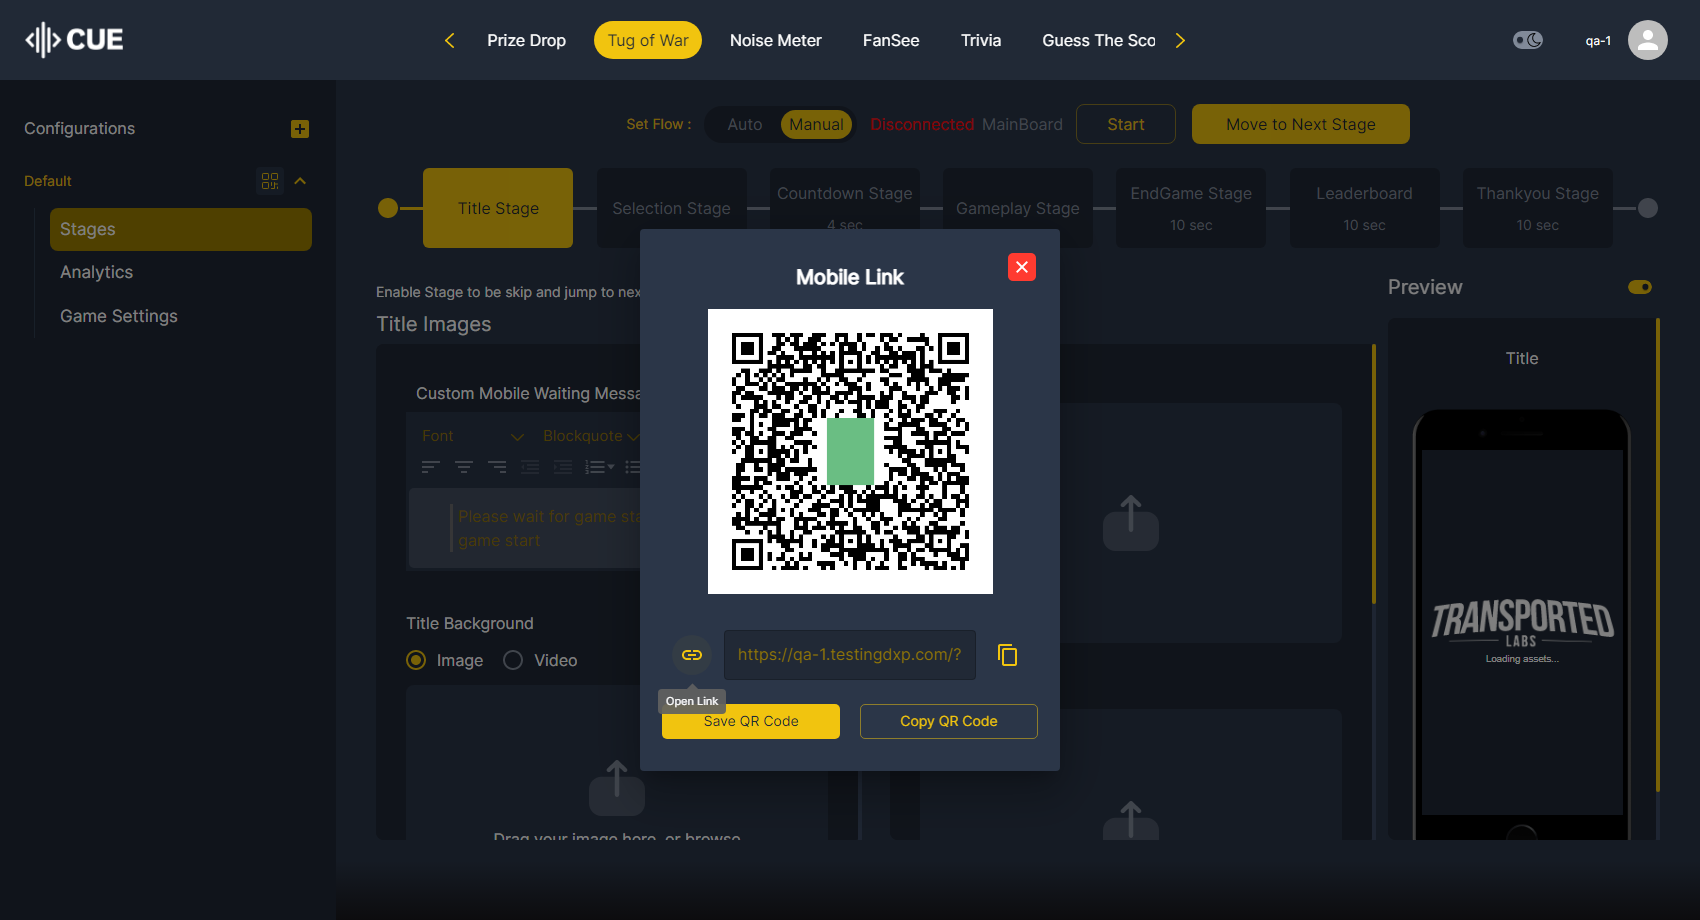 CUE
Prize Drop
Tug of War
Noise Meter
FanSee
Trivia
Guess The Sco
qa-1
Configurations
Set Flow :
Auto
Manual
Disconnected
MainBoard
Start
Move to Next Stage
Default
Stages
Analytics
Game Settings
Title Stage
Selection Stage
Countdown Stage
4 sec
Gameplay Stage
EndGame Stage
10 sec
Leaderboard
10 sec
Thankyou Stage
10 sec
Enable Stage to be skip and jump to nex
Title Images
Custom Mobile Waiting Messa
Font
Blockquote
Please wait for game sta
game start
Title Background
Image
Video
Drag your image here, or browse
Mobile Link
https://qa-1.testingdxp.com/?
Open Link
Save QR Code
Copy QR Code
Preview
Title
TRANSPORTED
LABS
Loading assets...